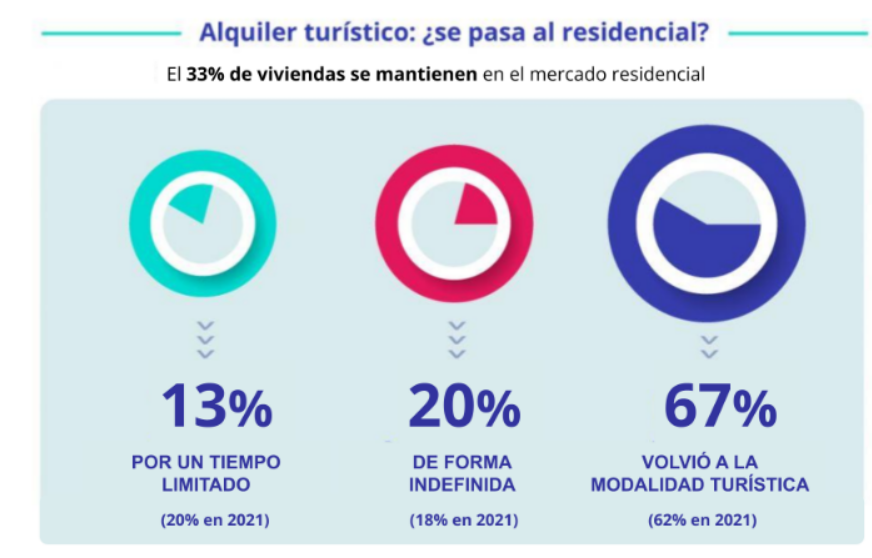 Alquiler turístico: ¿se pasa al residencial?
El 33% de viviendas se mantienen en el mercado residencial
13%
POR UN TIEMPO
LIMITADO
(20% en 2021)
20%
DE FORMA
INDEFINIDA
(18% en 2021)
67%
VOLVIÓ A LA
MODALIDAD TURÍSTICA
(62% en 2021)